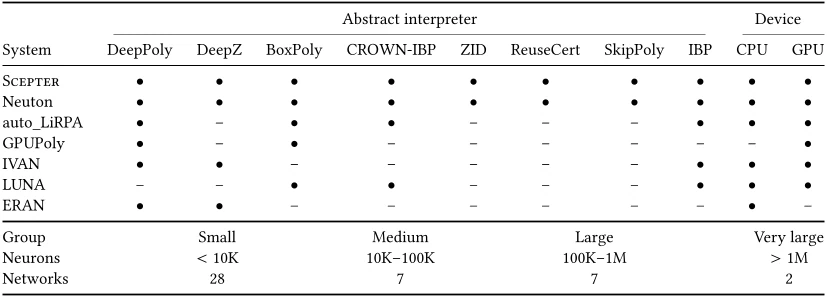 Abstract interpreter Device
System DeepPoly DeepZ BoxPoly CROWN-IBP ZID ReuseCert SkipPoly IBP CPU GPU
Scepter • • • • • • • • • •
Neuton • • • • • • • • • •
auto_LiRPA • – • • – – – • • •
GPUPoly • – – – – – – – – •
IVAN • • – – – – – • • •
LUNA – – • • – – – • • •
ERAN • • – – – – – – • –
Group Small Medium Large Very large
Neurons < 10K 10K–100K 100K–1M > 1M
Networks 28 7 7 2